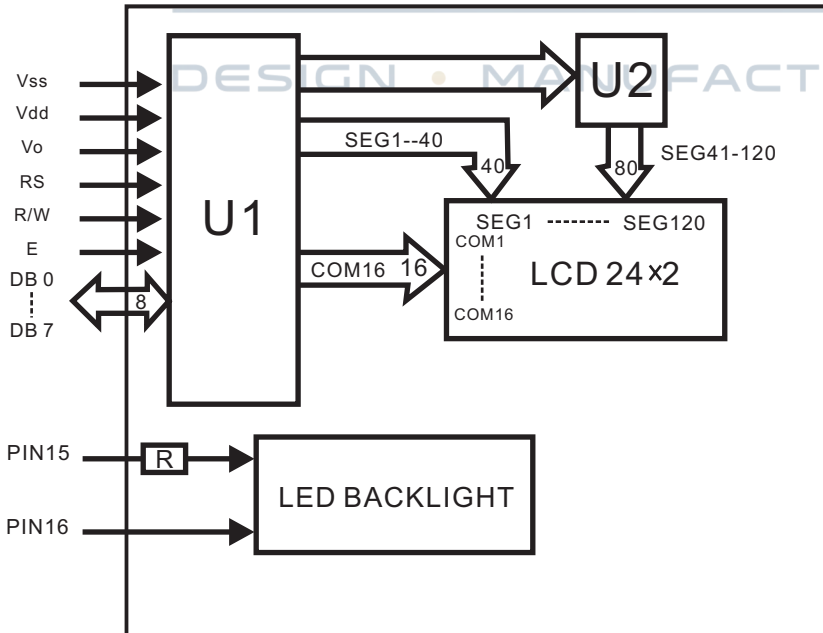 DESIGN • MANUFACT
Vss
Vdd
Vo
RS
R/W
E
DB 0
DB 7
8
U1
U2
SEG1--40
40
80
SEG41-120
COM16 16
SEG1 -------- SEG120
COM1
COM16
LCD 24×2
PIN15
R
PIN16
LED BACKLIGHT